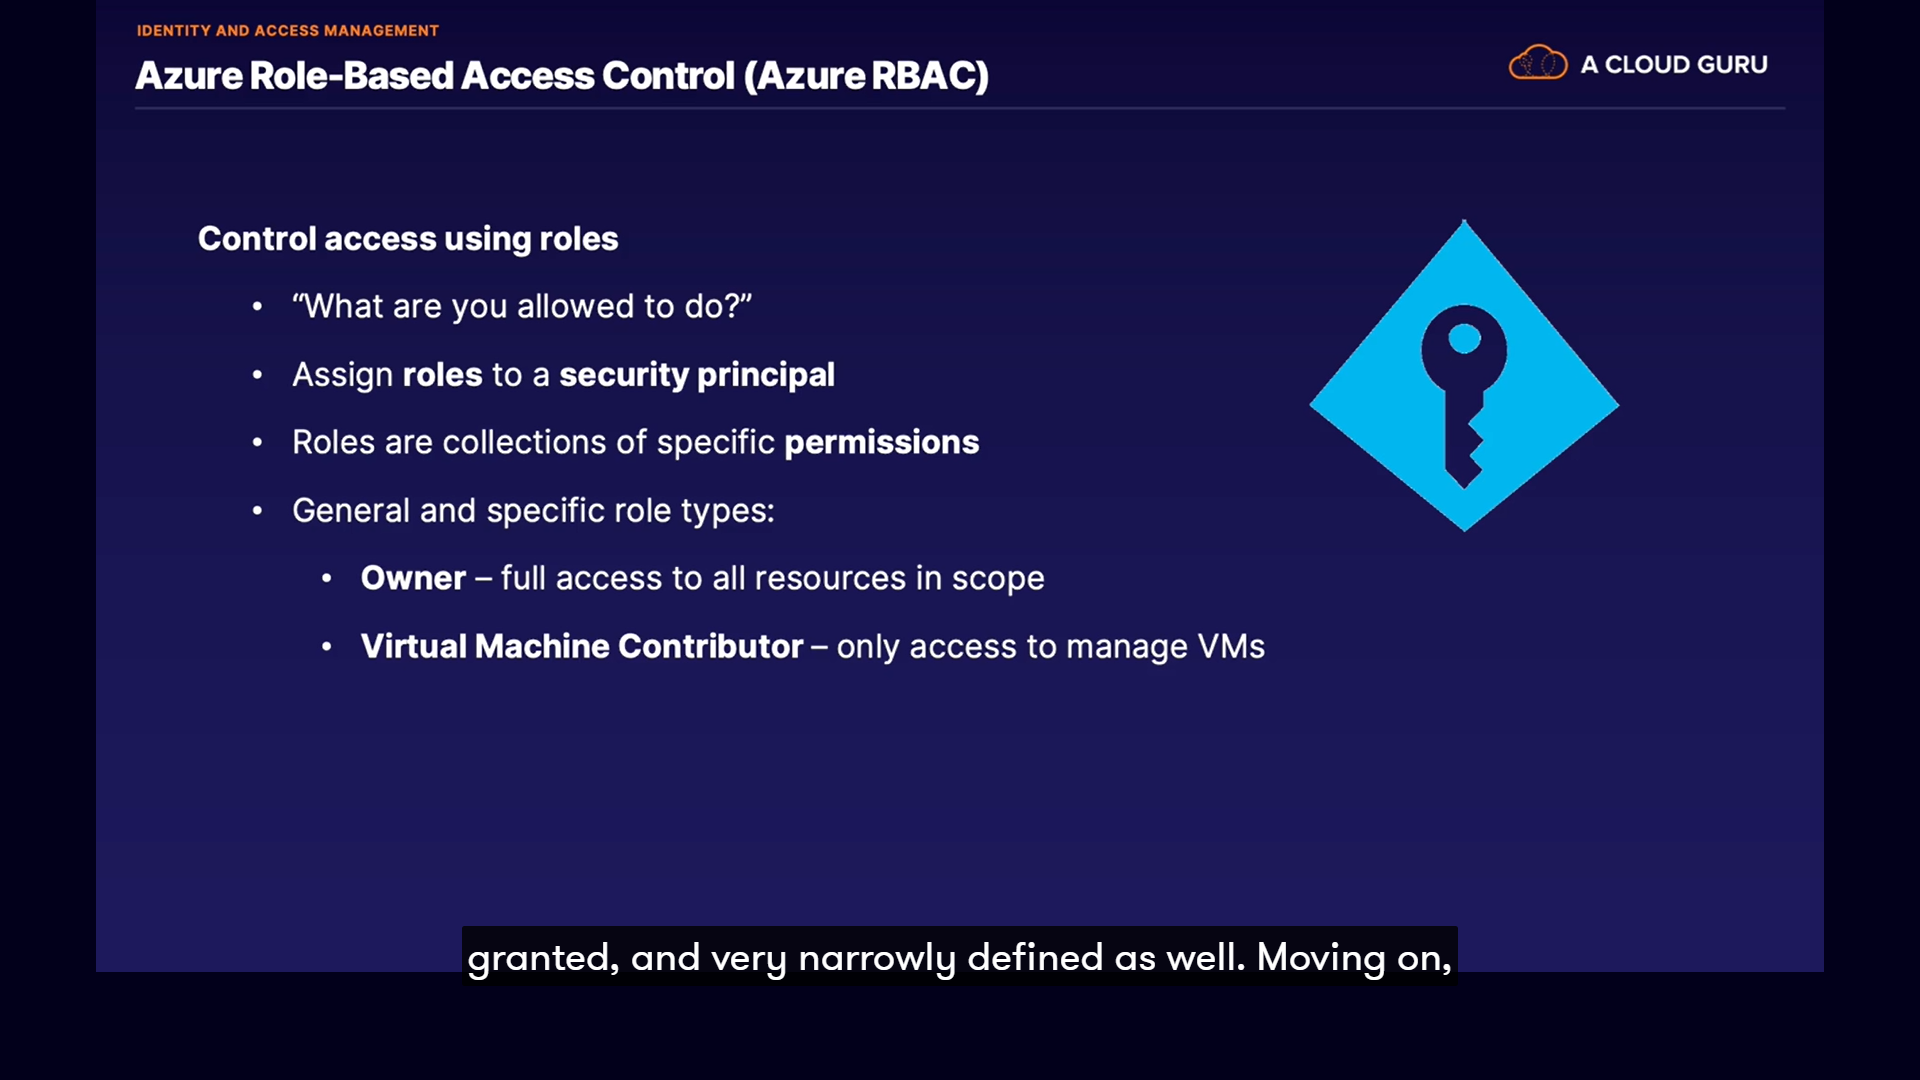 IDENTITY AND ACCESS MANAGEMENT
Azure Role-Based Access Control (Azure RBAC)
A CLOUD GURU
Control access using roles
• “What are you allowed to do?”
• Assign roles to a security principal
• Roles are collections of specific permissions
• General and specific role types:
• Owner – full access to all resources in scope
• Virtual Machine Contributor – only access to manage VMs
granted, and very narrowly defined as well. Moving on,